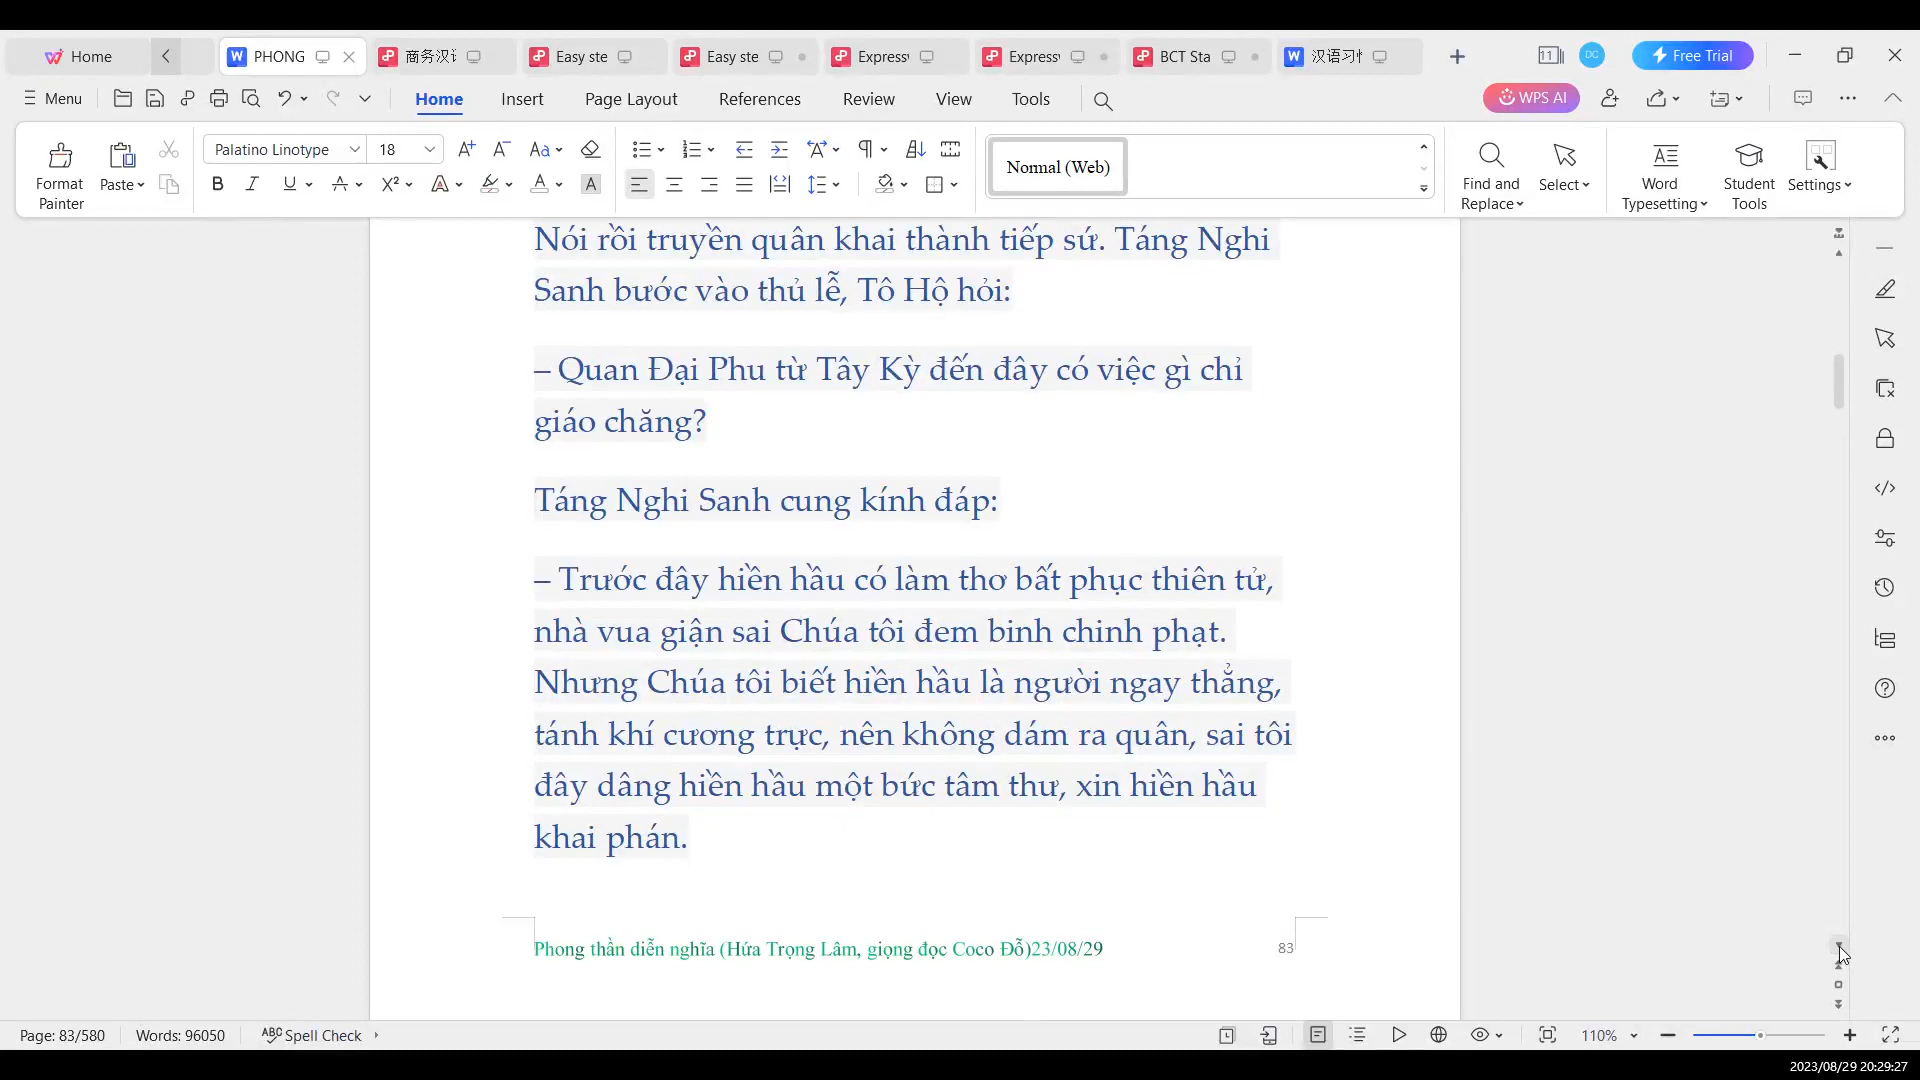 Home
PHONG
商务汉
Easy ste
Easy ste
Express
Express
BCT Sta
汉语习
11
DC
Free Trial
Menu
Home
Insert
Page Layout
References
Review
View
Tools
WPS AI
Format
Painter
Paste
Palatino Linotype
18
Normal (Web)
Find and
Replace
Select
Word
Typesetting
Student
Tools
Settings
Nói rồi truyền quân khai thành tiếp sứ. Táng Nghi
Sanh bước vào thủ lễ, Tô Hộ hỏi:
– Quan Đại Phu từ Tây Kỳ đến đây có việc gì chỉ
giáo chăng?
Táng Nghi Sanh cung kính đáp:
– Trước đây hiền hầu có làm thơ bất phục thiên tử,
nhà vua giận sai Chúa tôi đem binh chinh phạt.
Nhưng Chúa tôi biết hiền hầu là người ngay thẳng,
tánh khí cương trực, nên không dám ra quân, sai tôi
đây dâng hiền hầu một bức tâm thư, xin hiền hầu
khai phán.
Phong thần diễn nghĩa (Hứa Trọng Lâm, giọng đọc Coco Đỗ)23/08/29
83
Page: 83/580
Words: 96050
Spell Check
110%
2023/08/29 20:29:27